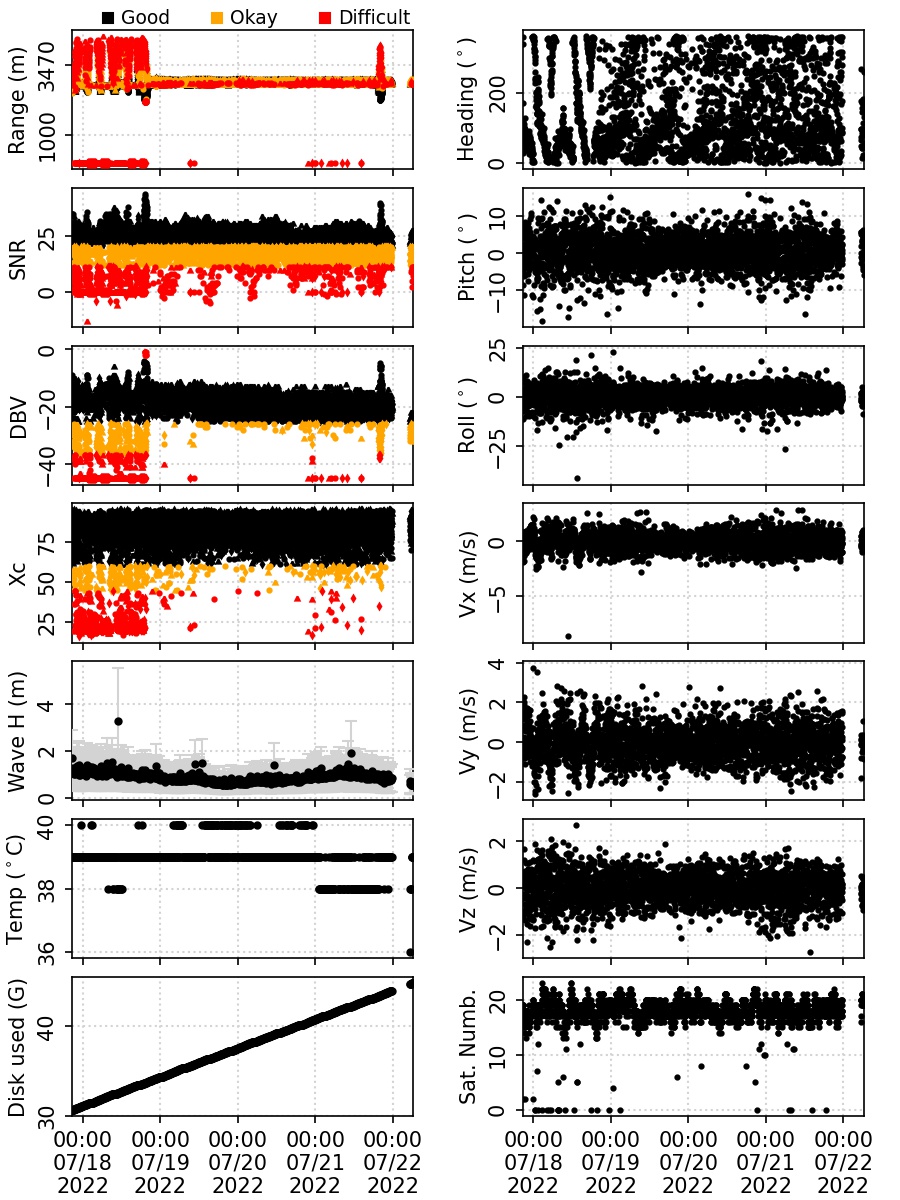 Good Okay Difficult
Range (m)
3470
1000
Heading (°)
200
0
SNR
25
0
Pitch (°)
10
0
−10
DBV
0
−20
−40
Roll (°)
25
0
−25
Xc
75
50
25
Vx (m/s)
0
−5
Wave H (m)
4
2
0
Vy (m/s)
4
2
0
−2
Temp (°C)
40
39
38
36
Vz (m/s)
2
0
−2
Disk used (G)
40
30
Sat. Numb.
20
10
0
00:00 00:00 00:00 00:00 00:00
07/18 07/19 07/20 07/21 07/22
2022 2022 2022 2022 2022
00:00 00:00 00:00 00:00 00:00
07/18 07/19 07/20 07/21 07/22
2022 2022 2022 2022 2022